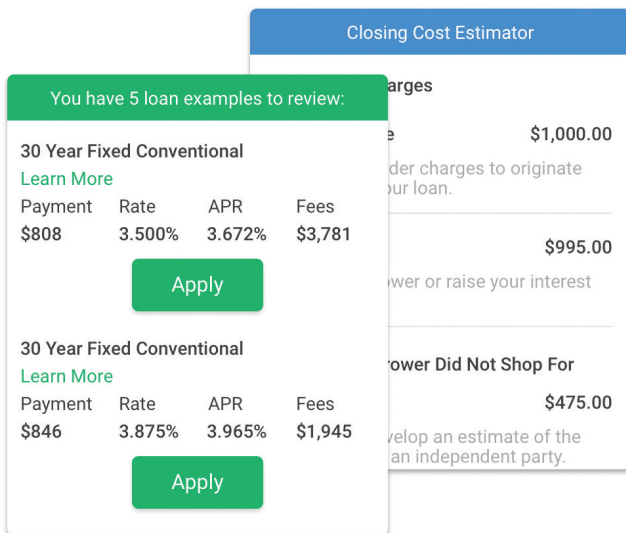 Closing Cost Estimator
arges
$1,000.00
der charges to originate
our loan.
$995.00
ower or raise your interest
rower Did Not Shop For
$475.00
velop an estimate of the
an independent party.
You have 5 loan examples to review:
30 Year Fixed Conventional
Learn More
Payment Rate APR Fees
$808 3.500% 3.672% $3,781
Apply
30 Year Fixed Conventional
Learn More
Payment Rate APR Fees
$846 3.875% 3.965% $1,945
Apply